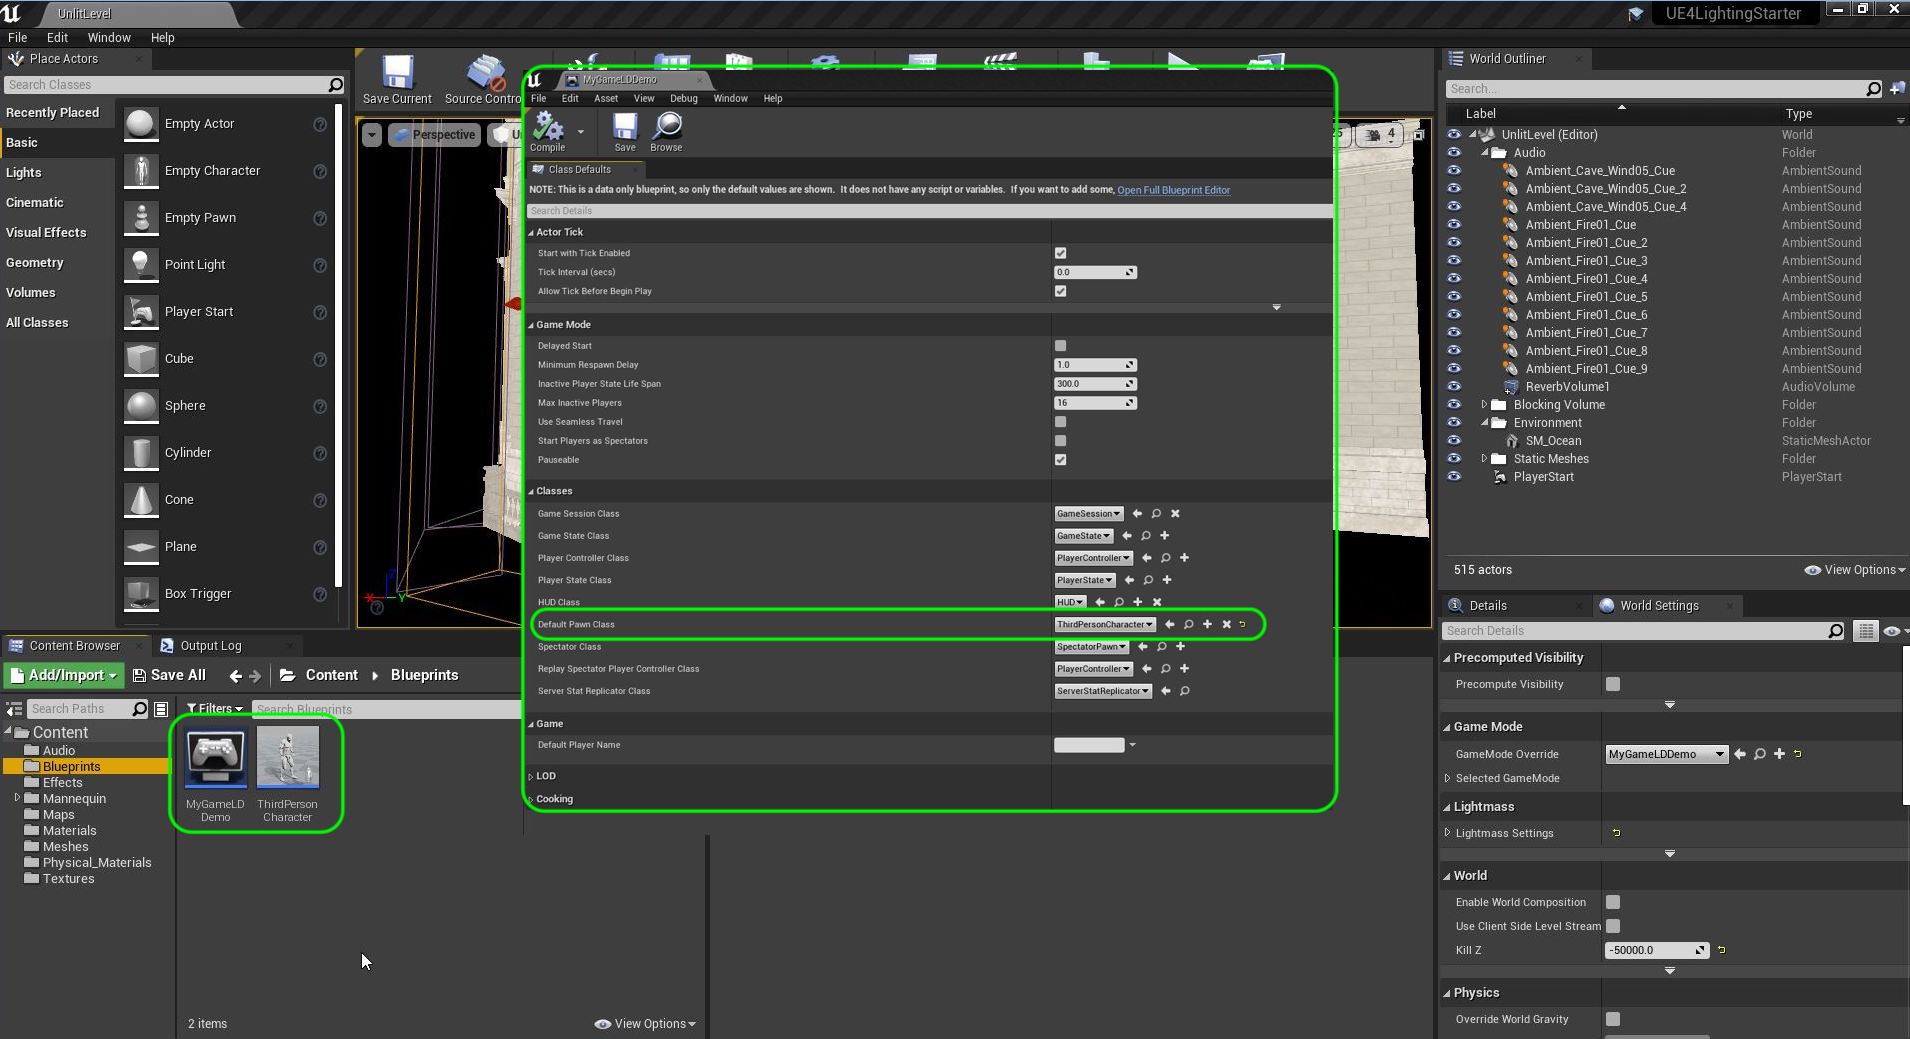 UnlitLevel
UE4LightingStarter
File Edit Window Help
Place Actors
Search Classes
Recently Placed
Basic
Lights
Cinematic
Visual Effects
Geometry
Volumes
All Classes
Empty Actor
Empty Character
Empty Pawn
Point Light
Player Start
Cube
Sphere
Cylinder
Cone
Plane
Box Trigger
Save Current
Source Contro
Perspective
4
X
Y
MyGameLDDemo
File Edit Asset View Debug Window Help
Compile
Save
Browse
Class Defaults
NOTE: This is a data only blueprint, so only the default values are shown. It does not have any script or variables. If you want to add some, Open Full Blueprint Editor
Search Details
Actor Tick
Start with Tick Enabled
Tick Interval (secs) 0.0
Allow Tick Before Begin Play
Game Mode
Delayed Start
Minimum Respawn Delay 1.0
Inactive Player State Life Span 300.0
Max Inactive Players 16
Use Seamless Travel
Start Players as Spectators
Pauseable
Classes
Game Session Class GameSession
Game State Class GameState
Player Controller Class PlayerController
Player State Class PlayerState
HUD Class HUD
Default Pawn Class ThirdPersonCharacter
Spectator Class SpectatorPawn
Replay Spectator Player Controller Class PlayerController
Server Stat Replicator Class ServerStatReplicator
Game
Default Player Name
LOD
Cooking
World Outliner
Search...
Label Type
UnlitLevel (Editor) World
Audio Folder
Ambient_Cave_Wind05_Cue AmbientSound
Ambient_Cave_Wind05_Cue_2 AmbientSound
Ambient_Cave_Wind05_Cue_4 AmbientSound
Ambient_Fire01_Cue AmbientSound
Ambient_Fire01_Cue_2 AmbientSound
Ambient_Fire01_Cue_3 AmbientSound
Ambient_Fire01_Cue_4 AmbientSound
Ambient_Fire01_Cue_5 AmbientSound
Ambient_Fire01_Cue_6 AmbientSound
Ambient_Fire01_Cue_7 AmbientSound
Ambient_Fire01_Cue_8 AmbientSound
Ambient_Fire01_Cue_9 AmbientSound
ReverbVolume1 AudioVolume
Blocking Volume Folder
Environment Folder
SM_Ocean StaticMeshActor
Static Meshes Folder
PlayerStart PlayerStart
515 actors
View Options
Details
World Settings
Search Details
Precomputed Visibility
Precompute Visibility
Game Mode
GameMode Override MyGameLDDemo
Selected GameMode
Lightmass
Lightmass Settings
World
Enable World Composition
Use Client Side Level Stream
Kill Z -50000.0
Physics
Override World Gravity
Content Browser
Output Log
Add/Import
Save All
Content
Blueprints
Search Paths
Filters
Search Blueprints
Content
Audio
Blueprints
Effects
Mannequin
Maps
Materials
Meshes
Physical_Materials
Textures
MyGameLD
Demo
ThirdPerson
Character
2 items
View Options